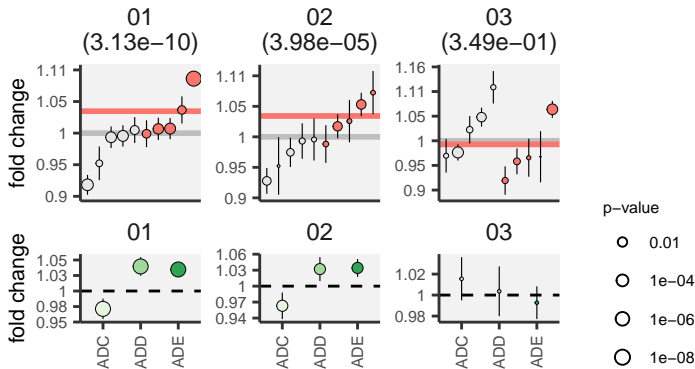 01 02 03
(3.13e−10) (3.98e−05) (3.49e−01)
fold change
1.11
1.05
1
0.95
0.9
1.11
1.05
1
0.95
0.9
1.16
1.11
1.05
1
0.95
0.9
01 02 03
fold change
1.05
1.03
1
0.98
0.95
1.06
1.03
1
0.97
0.94
1.02
1
0.98
ADC ADD ADE
ADC ADD ADE
ADC ADD ADE
p−value
0.01
1e−04
1e−06
1e−08